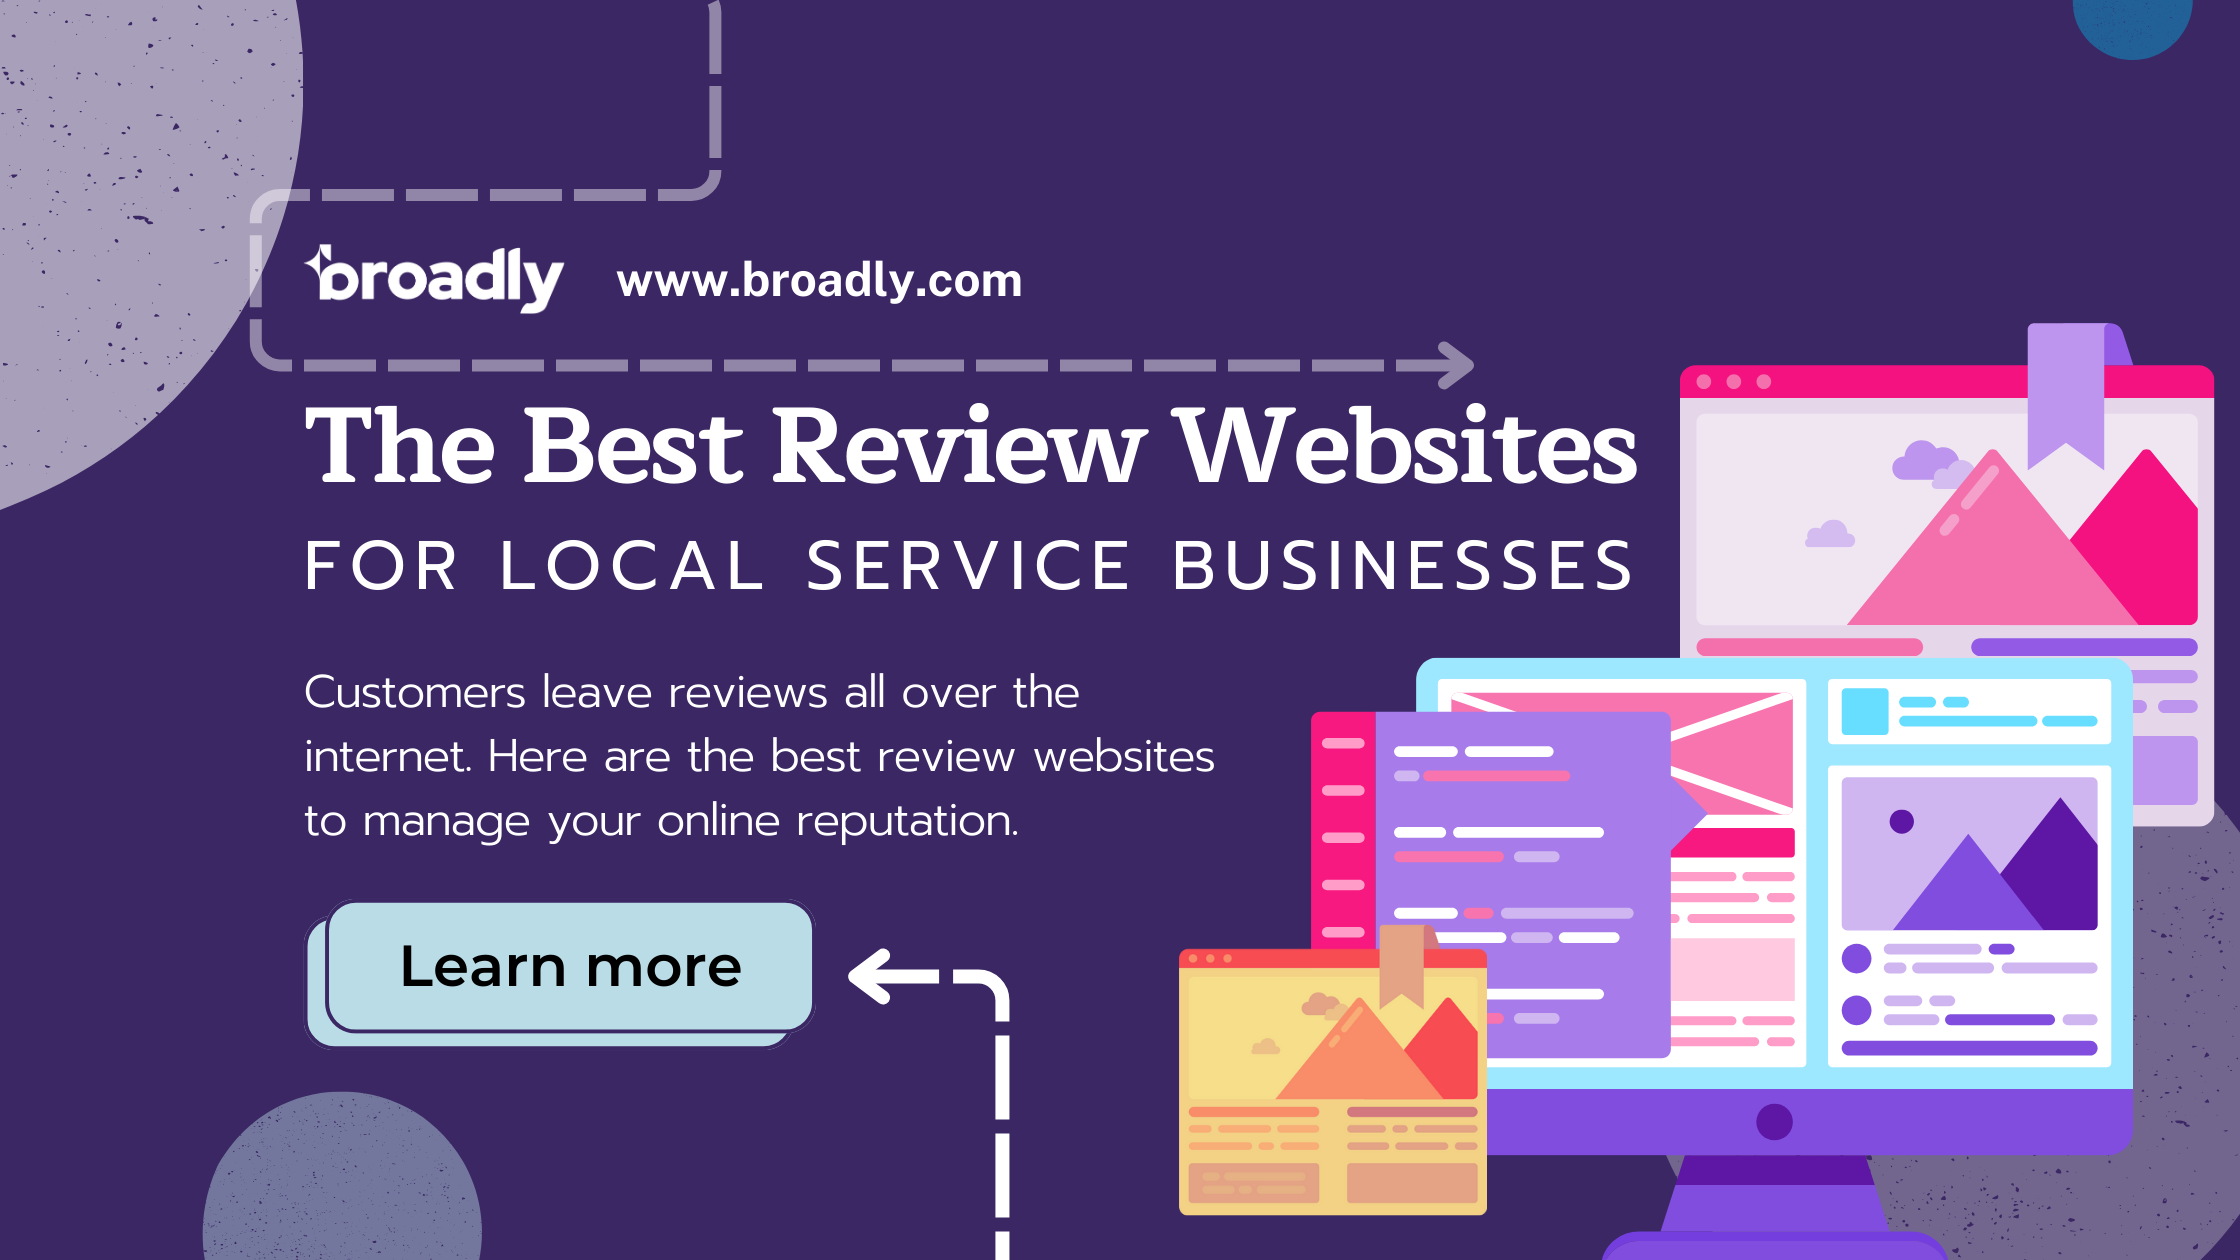 broadly www.broadly.com
The Best Review Websites
FOR LOCAL SERVICE BUSINESSES
Customers leave reviews all over the
internet. Here are the best review websites
to manage your online reputation.
Learn more